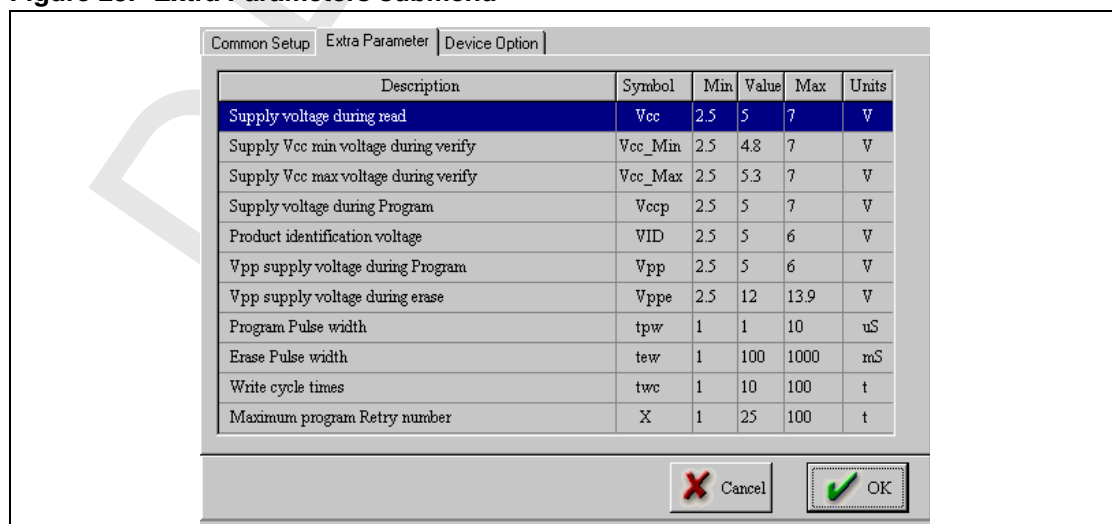 Common Setup Extra Parameter Device Option
Description Symbol Min Value Max Units
Supply voltage during read Vcc 2.5 5 7 V
Supply Vcc min voltage during verify Vcc_Min 2.5 4.8 7 V
Supply Vcc max voltage during verify Vcc_Max 2.5 5.3 7 V
Supply voltage during Program Vccp 2.5 5 7 V
Product identification voltage VID 2.5 5 6 V
Vpp supply voltage during Program Vpp 2.5 5 6 V
Vpp supply voltage during erase Vppe 2.5 12 13.9 V
Program Pulse width tpw 1 1 10 uS
Erase Pulse width tew 1 100 1000 mS
Write cycle times twc 1 10 100 t
Maximum program Retry number X 1 25 100 t
Cancel OK